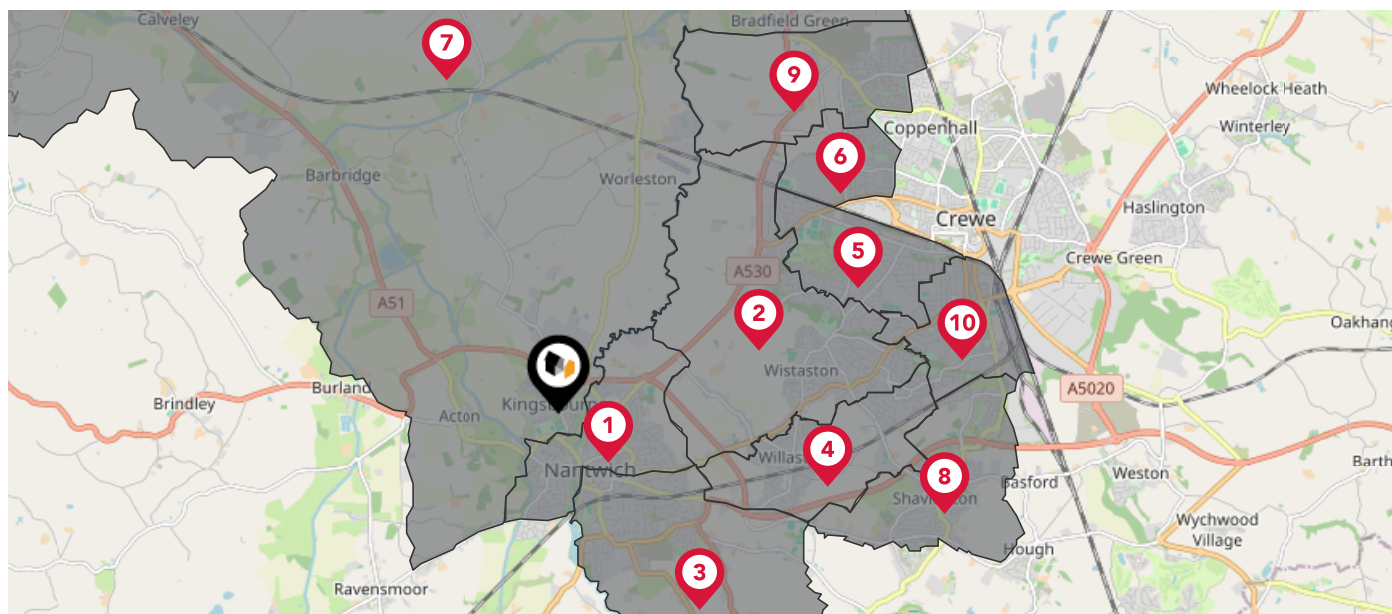 Calveley
Bradfield Green
7
9
Wheelock Heath
Coppenhall
Winterley
6
Barbridge
Worleston
Haslington
Crewe
5
Crewe Green
A530
A51
2
10
Oakhang
Wistaston
Burland
A5020
Brindley
Kingsbourne
Acton
1
4
Willas
Nantwich
8
Weston
Barth
Basford
Shavington
Wychwood
Village
Hough
3
Ravensmoor